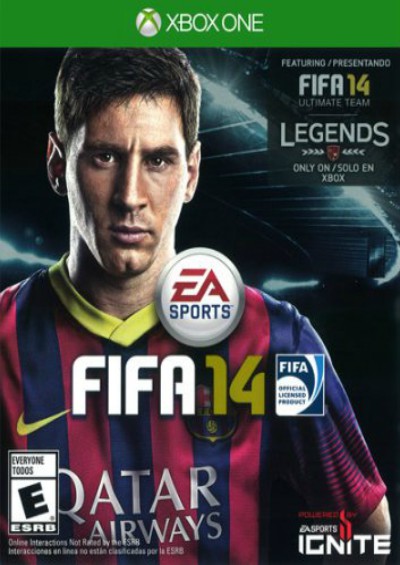 XBOX ONE
FEATURING / PRESENTANDO
FIFA 14
ULTIMATE TEAM
LEGENDS
ONLY ON / SOLO EN
XBOX
EA
SPORTS
FIFA 14
FIFA
OFFICIAL
LICENSED
PRODUCT
EVERYONE
TODOS
E
ESRB
QATAR
AIRWAYS
Online Interactions Not Rated by the ESRB
Interacciones en línea no están clasificadas por la ESRB
POWERED BY
EA SPORTS
IGNITE